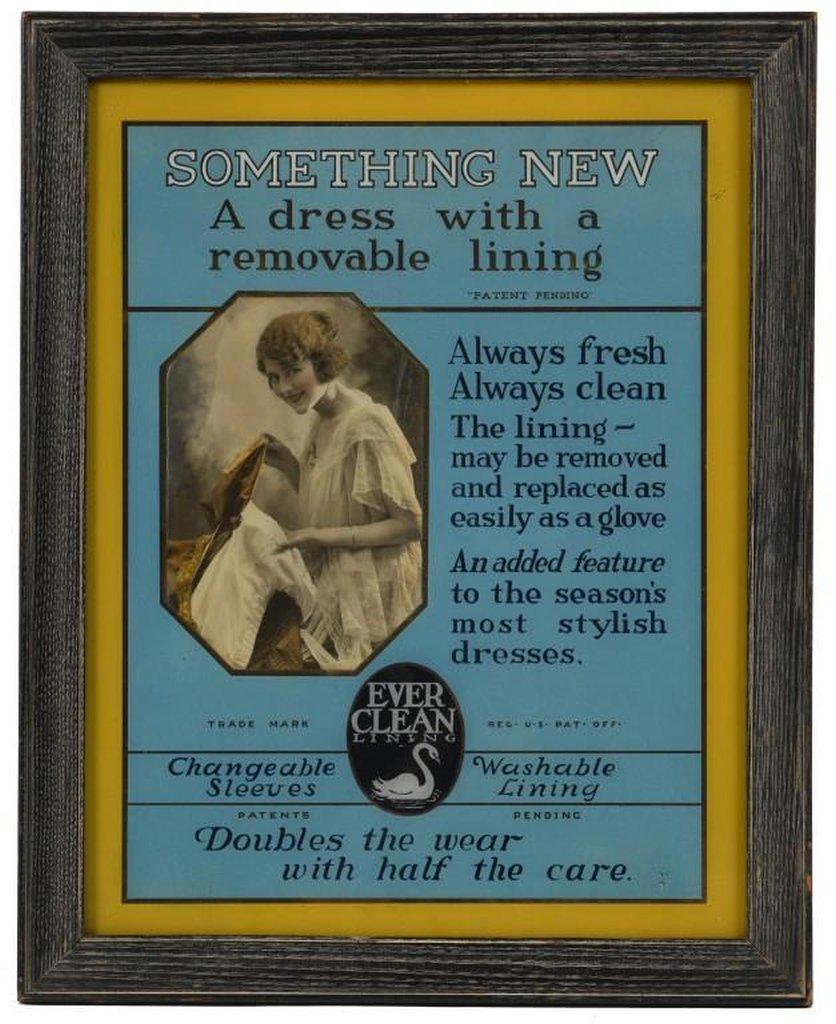 SOMETHING NEW
A dress with a
removable lining
"PATENT PENDING"
Always fresh
Always clean
The lining ~
may be removed
and replaced as
easily as a glove
An added feature
to the season's
most stylish
dresses.
TRADE MARK
EVER
CLEAN
LINING
REG. U.S. PAT. OFF.
Changeable
Sleeves
Washable
Lining
PATENTS PENDING
Doubles the wear
with half the care.